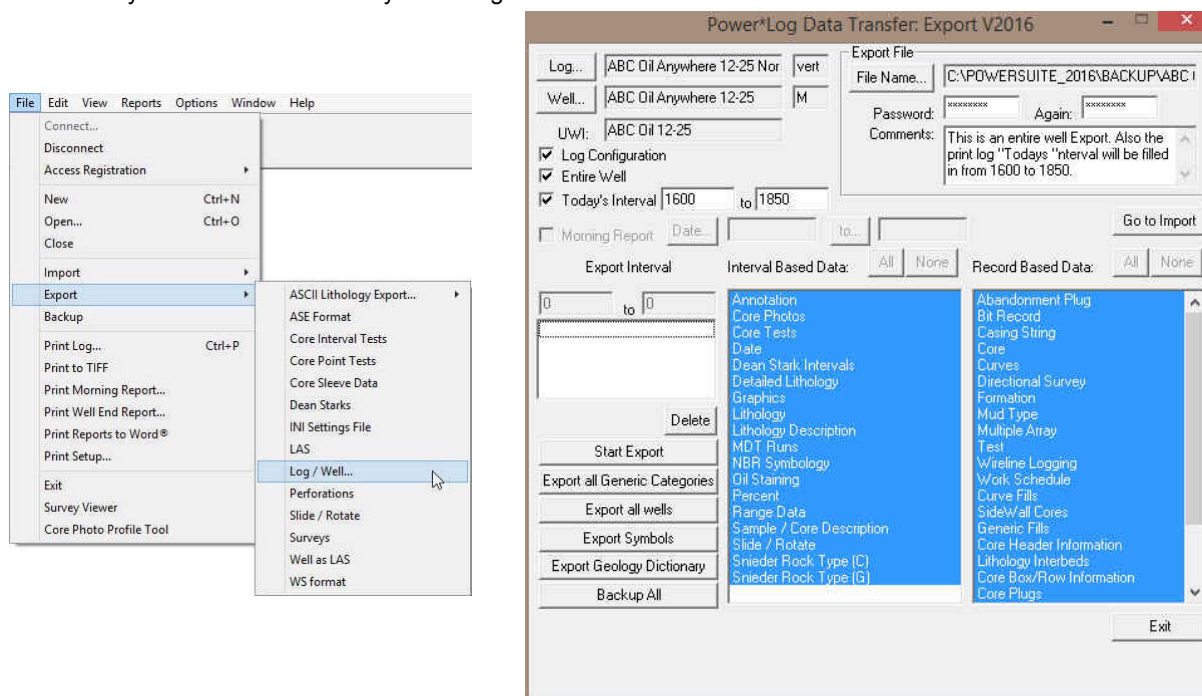 File Edit View Reports Options Window Help
Connect...
Disconnect
Access Registration
New Ctrl+N
Open... Ctrl+O
Close
Import
Export
Backup
Print Log... Ctrl+P
Print to TIFF
Print Morning Report...
Print Well End Report...
Print Reports to Word®
Print Setup...
Exit
Survey Viewer
Core Photo Profile Tool
ASCII Lithology Export...
ASE Format
Core Interval Tests
Core Point Tests
Core Sleeve Data
Dean Starks
INI Settings File
LAS
Log / Well...
Perforations
Slide / Rotate
Surveys
Well as LAS
WS format
Power*Log Data Transfer: Export V2016
Log... ABC Oil Anywhere 12-25 Nor vert
Well... ABC Oil Anywhere 12-25 M
UWI: ABC Oil 12-25
Log Configuration
Entire Well
Today's Interval 1600 to 1850
Morning Report Date... to...
Export File
File Name... C:\POWERSUITE_2016\BACKUP\ABC
Password: xxxxxxxx Again: xxxxxxxx
Comments: This is an entire well Export. Also the
print log "Todays "nterval will be filled
in from 1600 to 1850.
Go to Import
Export Interval
0 to 0
Delete
Start Export
Export all Generic Categories
Export all wells
Export Symbols
Export Geology Dictionary
Backup All
Interval Based Data: All None
Annotation
Core Photos
Core Tests
Date
Dean Stark Intervals
Detailed Lithology
Graphics
Lithology
Lithology Description
MDT Runs
NBR Symbology
Oil Staining
Percent
Range Data
Sample / Core Description
Slide / Rotate
Snieder Rock Type (C)
Snieder Rock Type (G)
Record Based Data: All None
Abandonment Plug
Bit Record
Casing String
Core
Curves
Directional Survey
Formation
Mud Type
Multiple Array
Test
Wireline Logging
Work Schedule
Curve Fills
SideWall Cores
Generic Fills
Core Header Information
Lithology Interbeds
Core Box/Row Information
Core Plugs
Exit